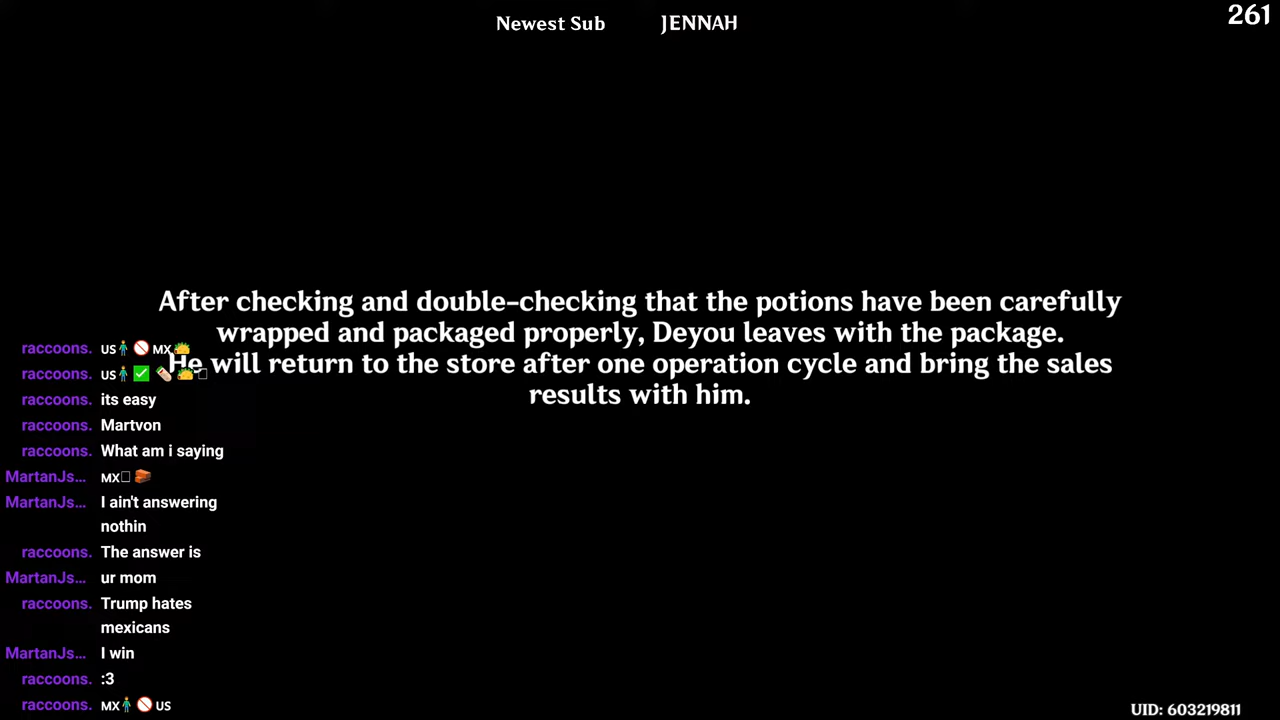 Newest Sub JENNAH
261
After checking and double-checking that the potions have been carefully
wrapped and packaged properly, Deyou leaves with the package.
He will return to the store after one operation cycle and bring the sales
results with him.
raccoons. US🧍🚫 MX🌮
raccoons. US🧍✅
raccoons. its easy
raccoons. Martvon
raccoons. What am i saying
MartanJs... MX
MartanJs... I ain't answering
nothin
raccoons. The answer is
MartanJs... ur mom
raccoons. Trump hates
mexicans
MartanJs... I win
raccoons. :3
raccoons. MX🧍🚫 US
UID: 603219811